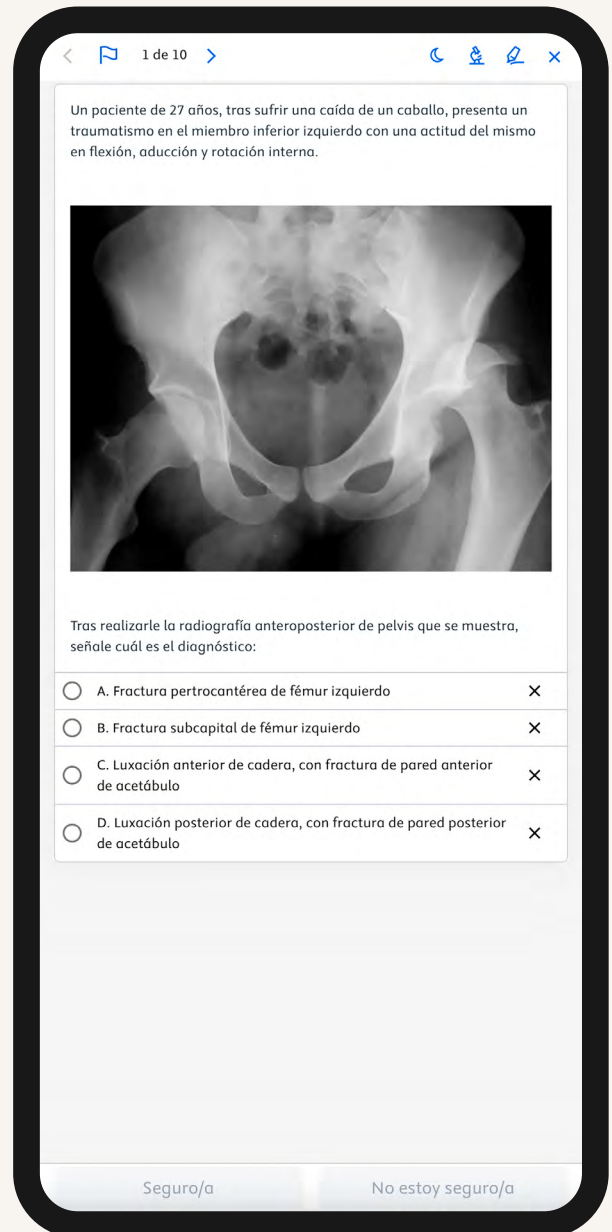 1 de 10
Un paciente de 27 años, tras sufrir una caída de un caballo, presenta un
traumatismo en el miembro inferior izquierdo con una actitud del mismo
en flexión, aducción y rotación interna.
Tras realizarle la radiografía anteroposterior de pelvis que se muestra,
señale cuál es el diagnóstico:
A. Fractura pertrocantérea de fémur izquierdo
B. Fractura subcapital de fémur izquierdo
C. Luxación anterior de cadera, con fractura de pared anterior
de acetábulo
D. Luxación posterior de cadera, con fractura de pared posterior
de acetábulo
Seguro/a
No estoy seguro/a